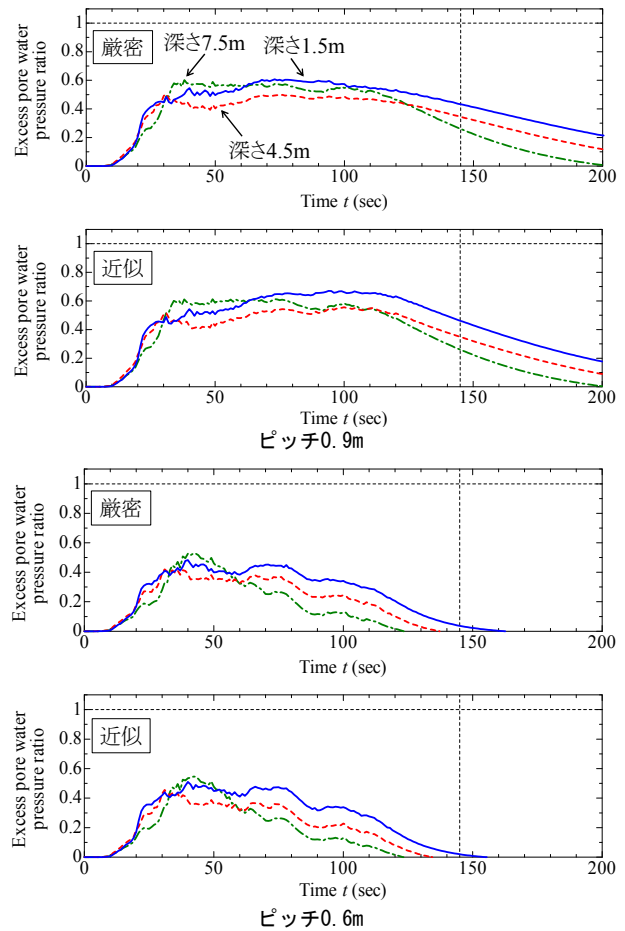 Excess pore water
pressure ratio
1
0.8
0.6
0.4
0.2
0
厳密
深さ7.5m
深さ1.5m
深さ4.5m
0 50 100 150 200
Time t (sec)
Excess pore water
pressure ratio
1
0.8
0.6
0.4
0.2
0
近似
0 50 100 150 200
Time t (sec)
ピッチ0.9m
Excess pore water
pressure ratio
1
0.8
0.6
0.4
0.2
0
厳密
0 50 100 150 200
Time t (sec)
Excess pore water
pressure ratio
1
0.8
0.6
0.4
0.2
0
近似
0 50 100 150 200
Time t (sec)
ピッチ0.6m